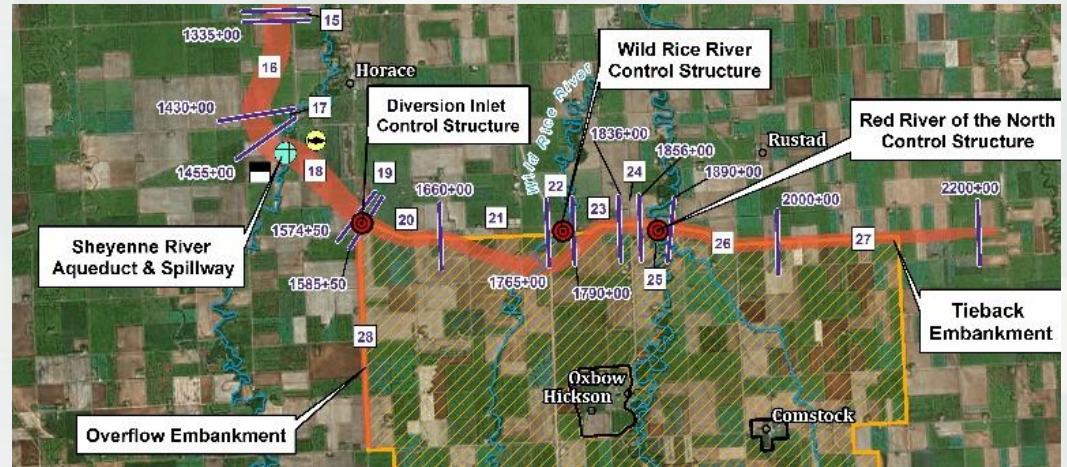 15
1335+00
16
Horace
1430+00
17
1455+00
18
Diversion Inlet
Control Structure
Wild Rice River
Control Structure
Wild Rice River
Red River of the North
Control Structure
Rustad
1836+00
24
1856+00
1890+00
19
1660+00
22
23
2000+00
2200+00
20
21
26
27
1574+50
Sheyenne River
Aqueduct & Spillway
1585+50
1765+00
1790+00
25
Tieback
Embankment
28
Oxbow
Hickson
Comstock
Overflow Embankment